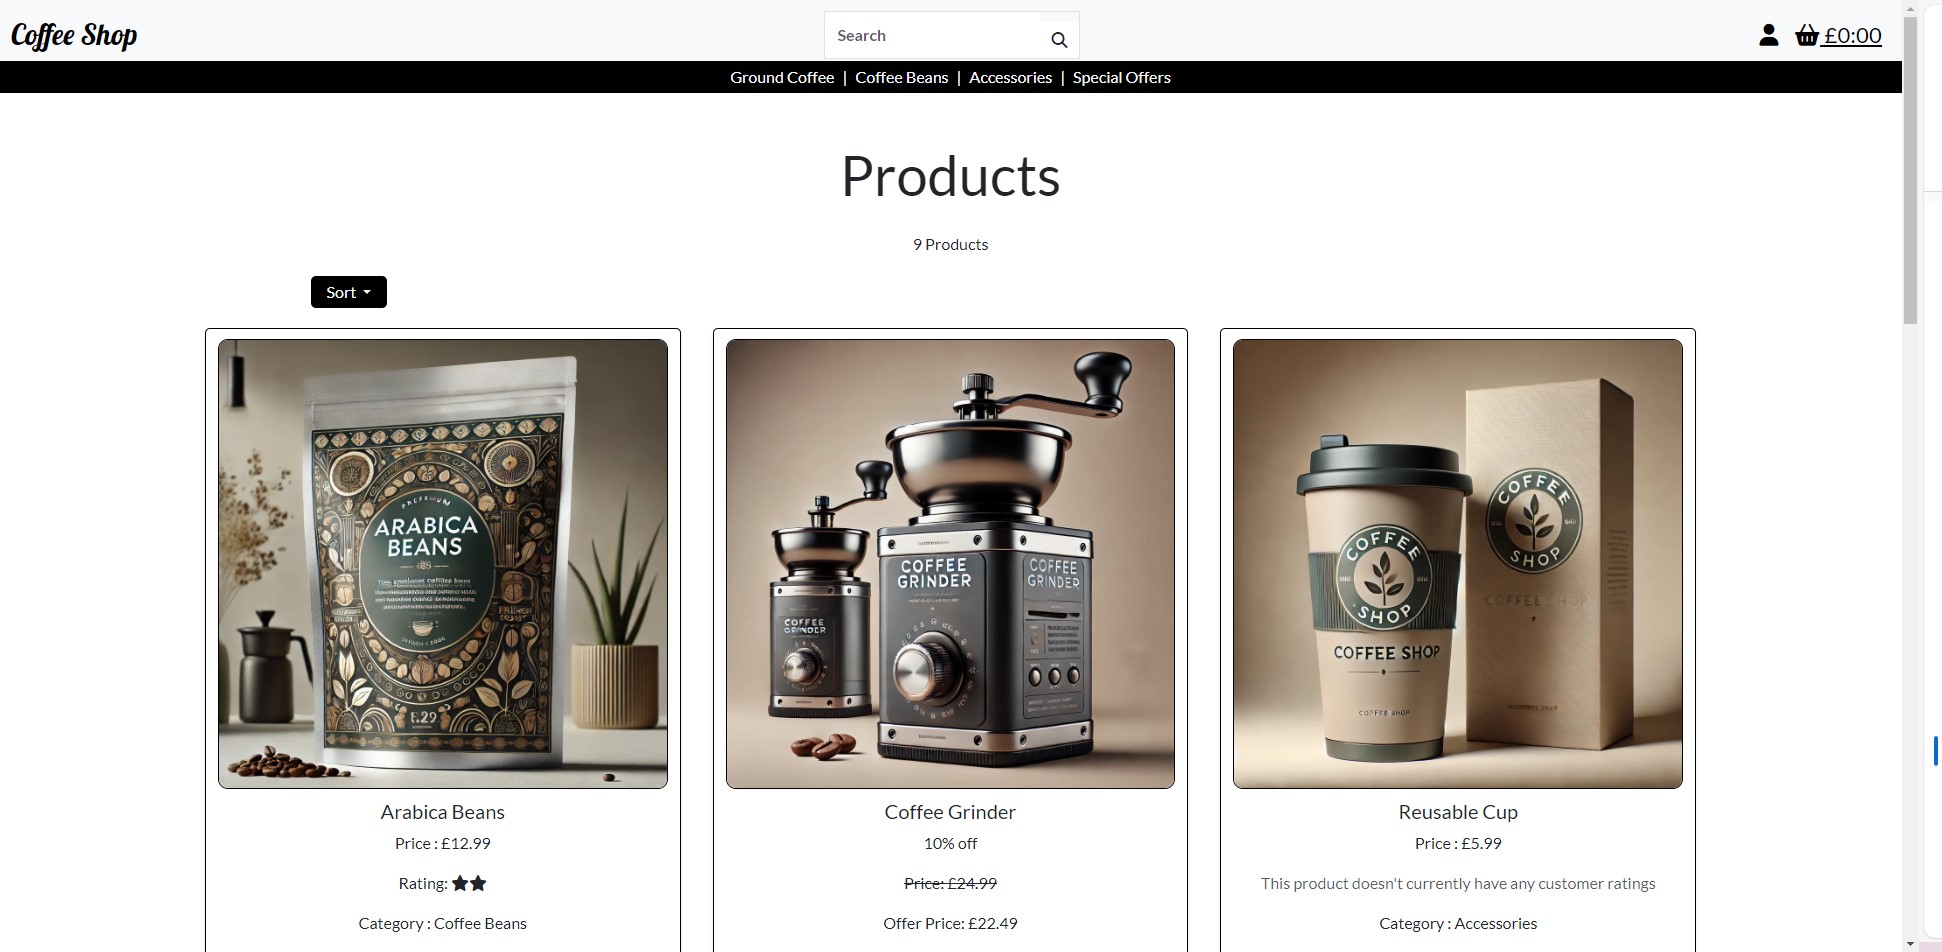 Coffee Shop
Search
£0:00
Ground Coffee | Coffee Beans | Accessories | Special Offers
Products
9 Products
Sort
PREMIUM
ARABICA
BEANS
COFFEE
GRINDER
COFFEE
GRINDER
COFFEE
GRINDER
COFFEE
SHOP
COFFEE SHOP
COFFEE SHOP
COFFEE
SHOP
COFFEE SHOP
Arabica Beans
Price : £12.99
Rating:
Category : Coffee Beans
Coffee Grinder
10% off
Price: £24.99
Offer Price: £22.49
Reusable Cup
Price : £5.99
This product doesn't currently have any customer ratings
Category : Accessories